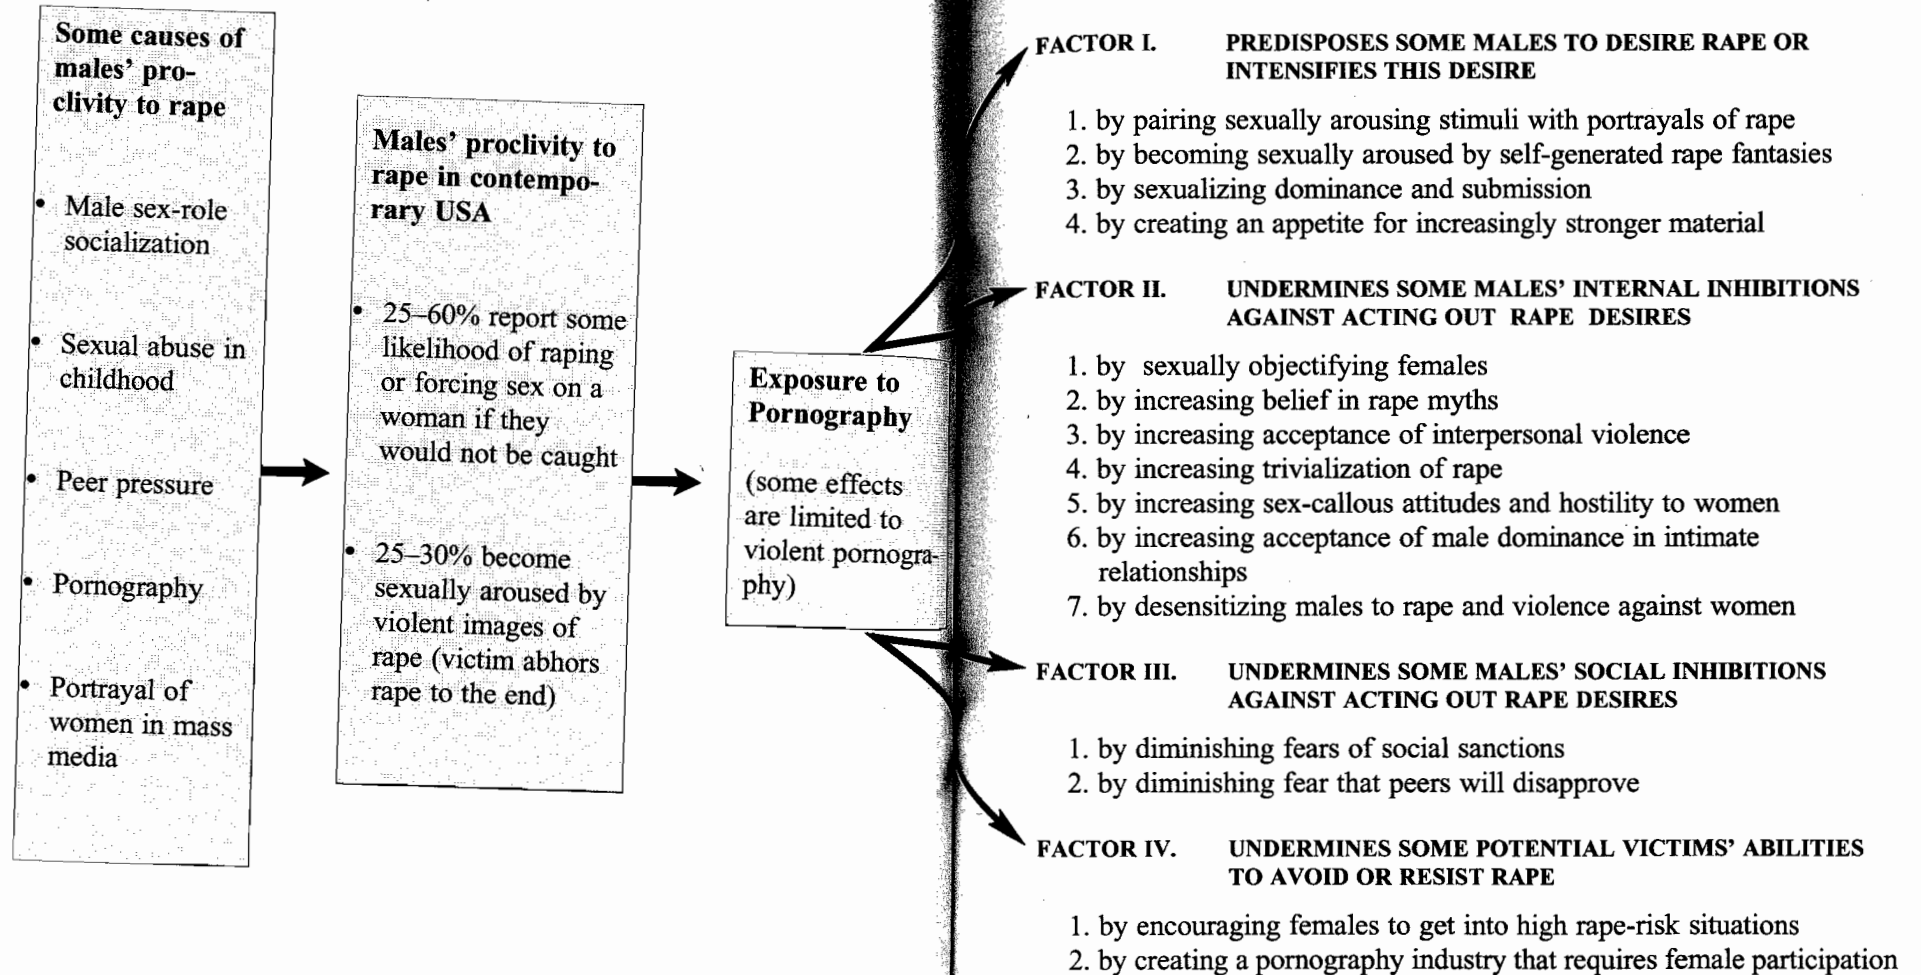 Some causes of
males' pro-
clivity to rape
• Male sex-role
socialization
• Sexual abuse in
childhood
• Peer pressure
• Pornography
• Portrayal of
women in mass
media
Males' proclivity to
rape in contempo-
rary USA
• 25–60% report some
likelihood of raping
or forcing sex on a
woman if they
would not be caught
• 25–30% become
sexually aroused by
violent images of
rape (victim abhors
rape to the end)
Exposure to
Pornography
(some effects
are limited to
violent pornogra-
phy)
FACTOR I. PREDISPOSES SOME MALES TO DESIRE RAPE OR
INTENSIFIES THIS DESIRE
1. by pairing sexually arousing stimuli with portrayals of rape
2. by becoming sexually aroused by self-generated rape fantasies
3. by sexualizing dominance and submission
4. by creating an appetite for increasingly stronger material
FACTOR II. UNDERMINES SOME MALES' INTERNAL INHIBITIONS
AGAINST ACTING OUT RAPE DESIRES
1. by sexually objectifying females
2. by increasing belief in rape myths
3. by increasing acceptance of interpersonal violence
4. by increasing trivialization of rape
5. by increasing sex-callous attitudes and hostility to women
6. by increasing acceptance of male dominance in intimate
relationships
7. by desensitizing males to rape and violence against women
FACTOR III. UNDERMINES SOME MALES' SOCIAL INHIBITIONS
AGAINST ACTING OUT RAPE DESIRES
1. by diminishing fears of social sanctions
2. by diminishing fear that peers will disapprove
FACTOR IV. UNDERMINES SOME POTENTIAL VICTIMS' ABILITIES
TO AVOID OR RESIST RAPE
1. by encouraging females to get into high rape-risk situations
2. by creating a pornography industry that requires female participation